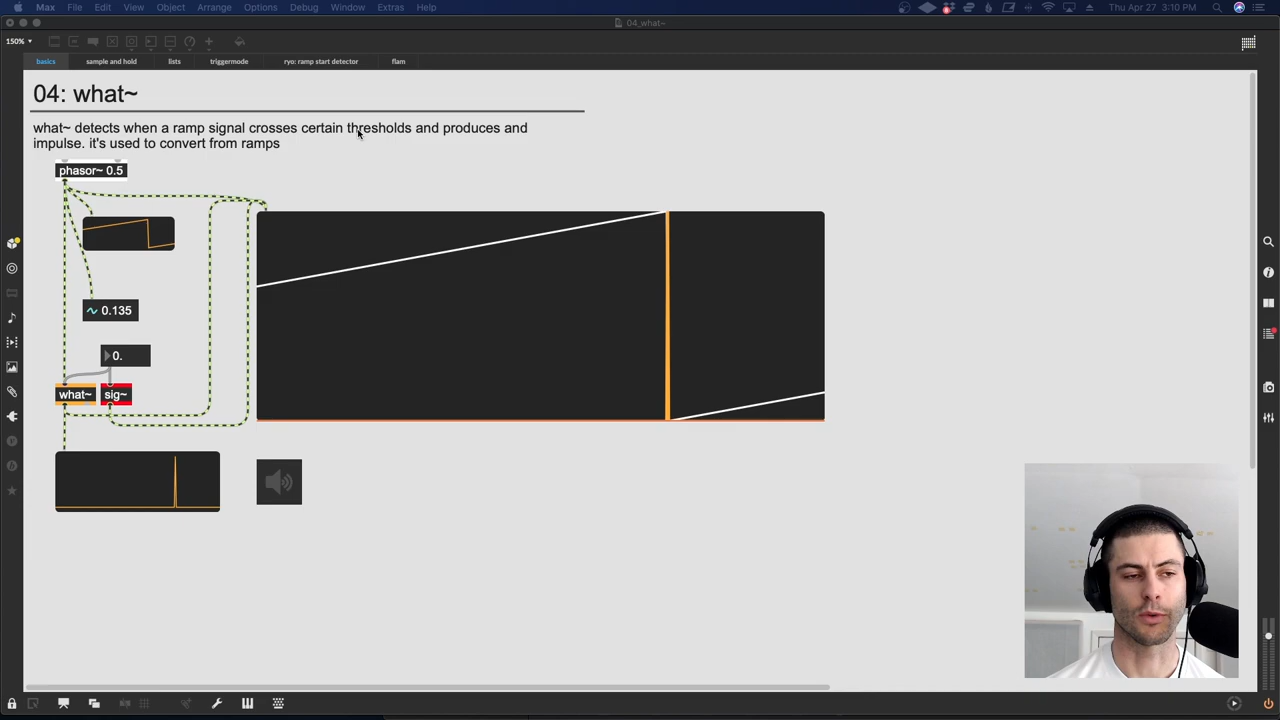 Max File Edit View Object Arrange Options Debug Window Extras Help
Thu Apr 27 3:10 PM
04_what~
150%
basics sample and hold lists triggermode ryo: ramp start detector flam
04: what~
what~ detects when a ramp signal crosses certain thresholds and produces and
impulse. it's used to convert from ramps
phasor~ 0.5
0.135
0.
what~ sig~